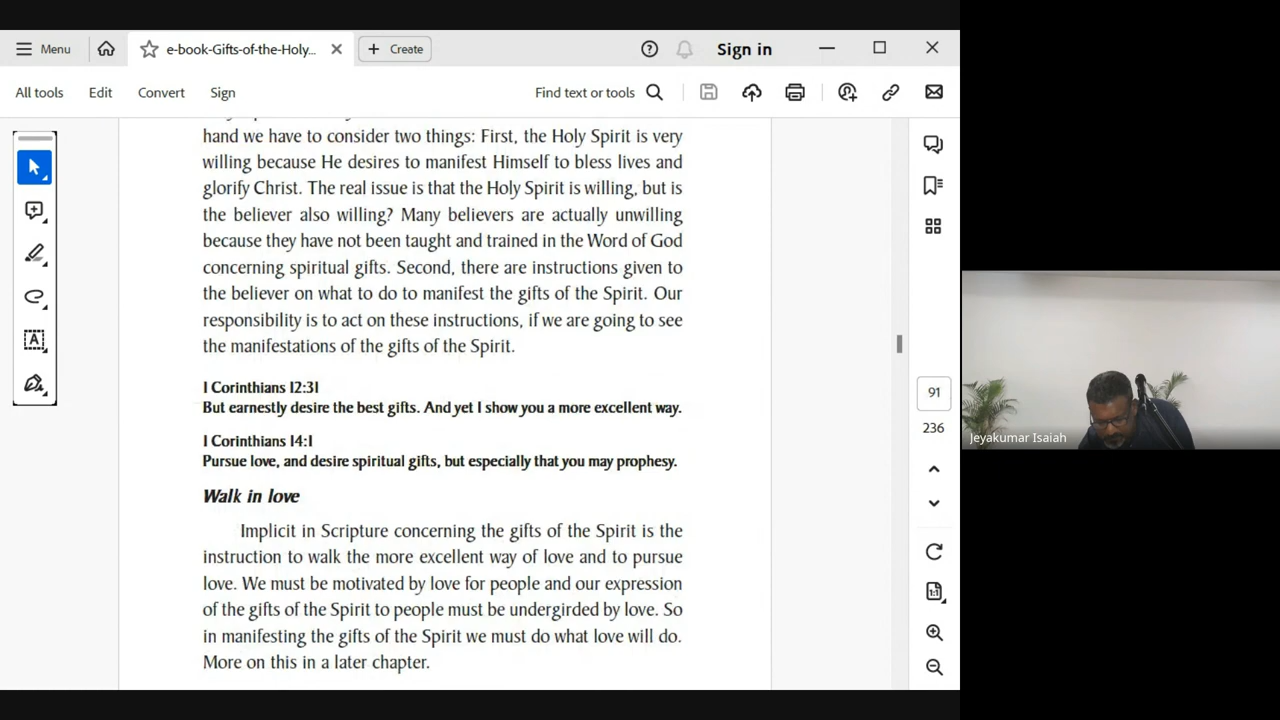 Menu
e-book-Gifts-of-the-Holy...
Create
Sign in
All tools
Edit
Convert
Sign
Find text or tools
hand we have to consider two things: First, the Holy Spirit is very
willing because He desires to manifest Himself to bless lives and
glorify Christ. The real issue is that the Holy Spirit is willing, but is
the believer also willing? Many believers are actually unwilling
because they have not been taught and trained in the Word of God
concerning spiritual gifts. Second, there are instructions given to
the believer on what to do to manifest the gifts of the Spirit. Our
responsibility is to act on these instructions, if we are going to see
the manifestations of the gifts of the Spirit.
1 Corinthians 12:31
But earnestly desire the best gifts. And yet I show you a more excellent way.
1 Corinthians 14:1
Pursue love, and desire spiritual gifts, but especially that you may prophesy.
Walk in love
Implicit in Scripture concerning the gifts of the Spirit is the
instruction to walk the more excellent way of love and to pursue
love. We must be motivated by love for people and our expression
of the gifts of the Spirit to people must be undergirded by love. So
in manifesting the gifts of the Spirit we must do what love will do.
More on this in a later chapter.
91
236
1:1
Jeyakumar Isaiah